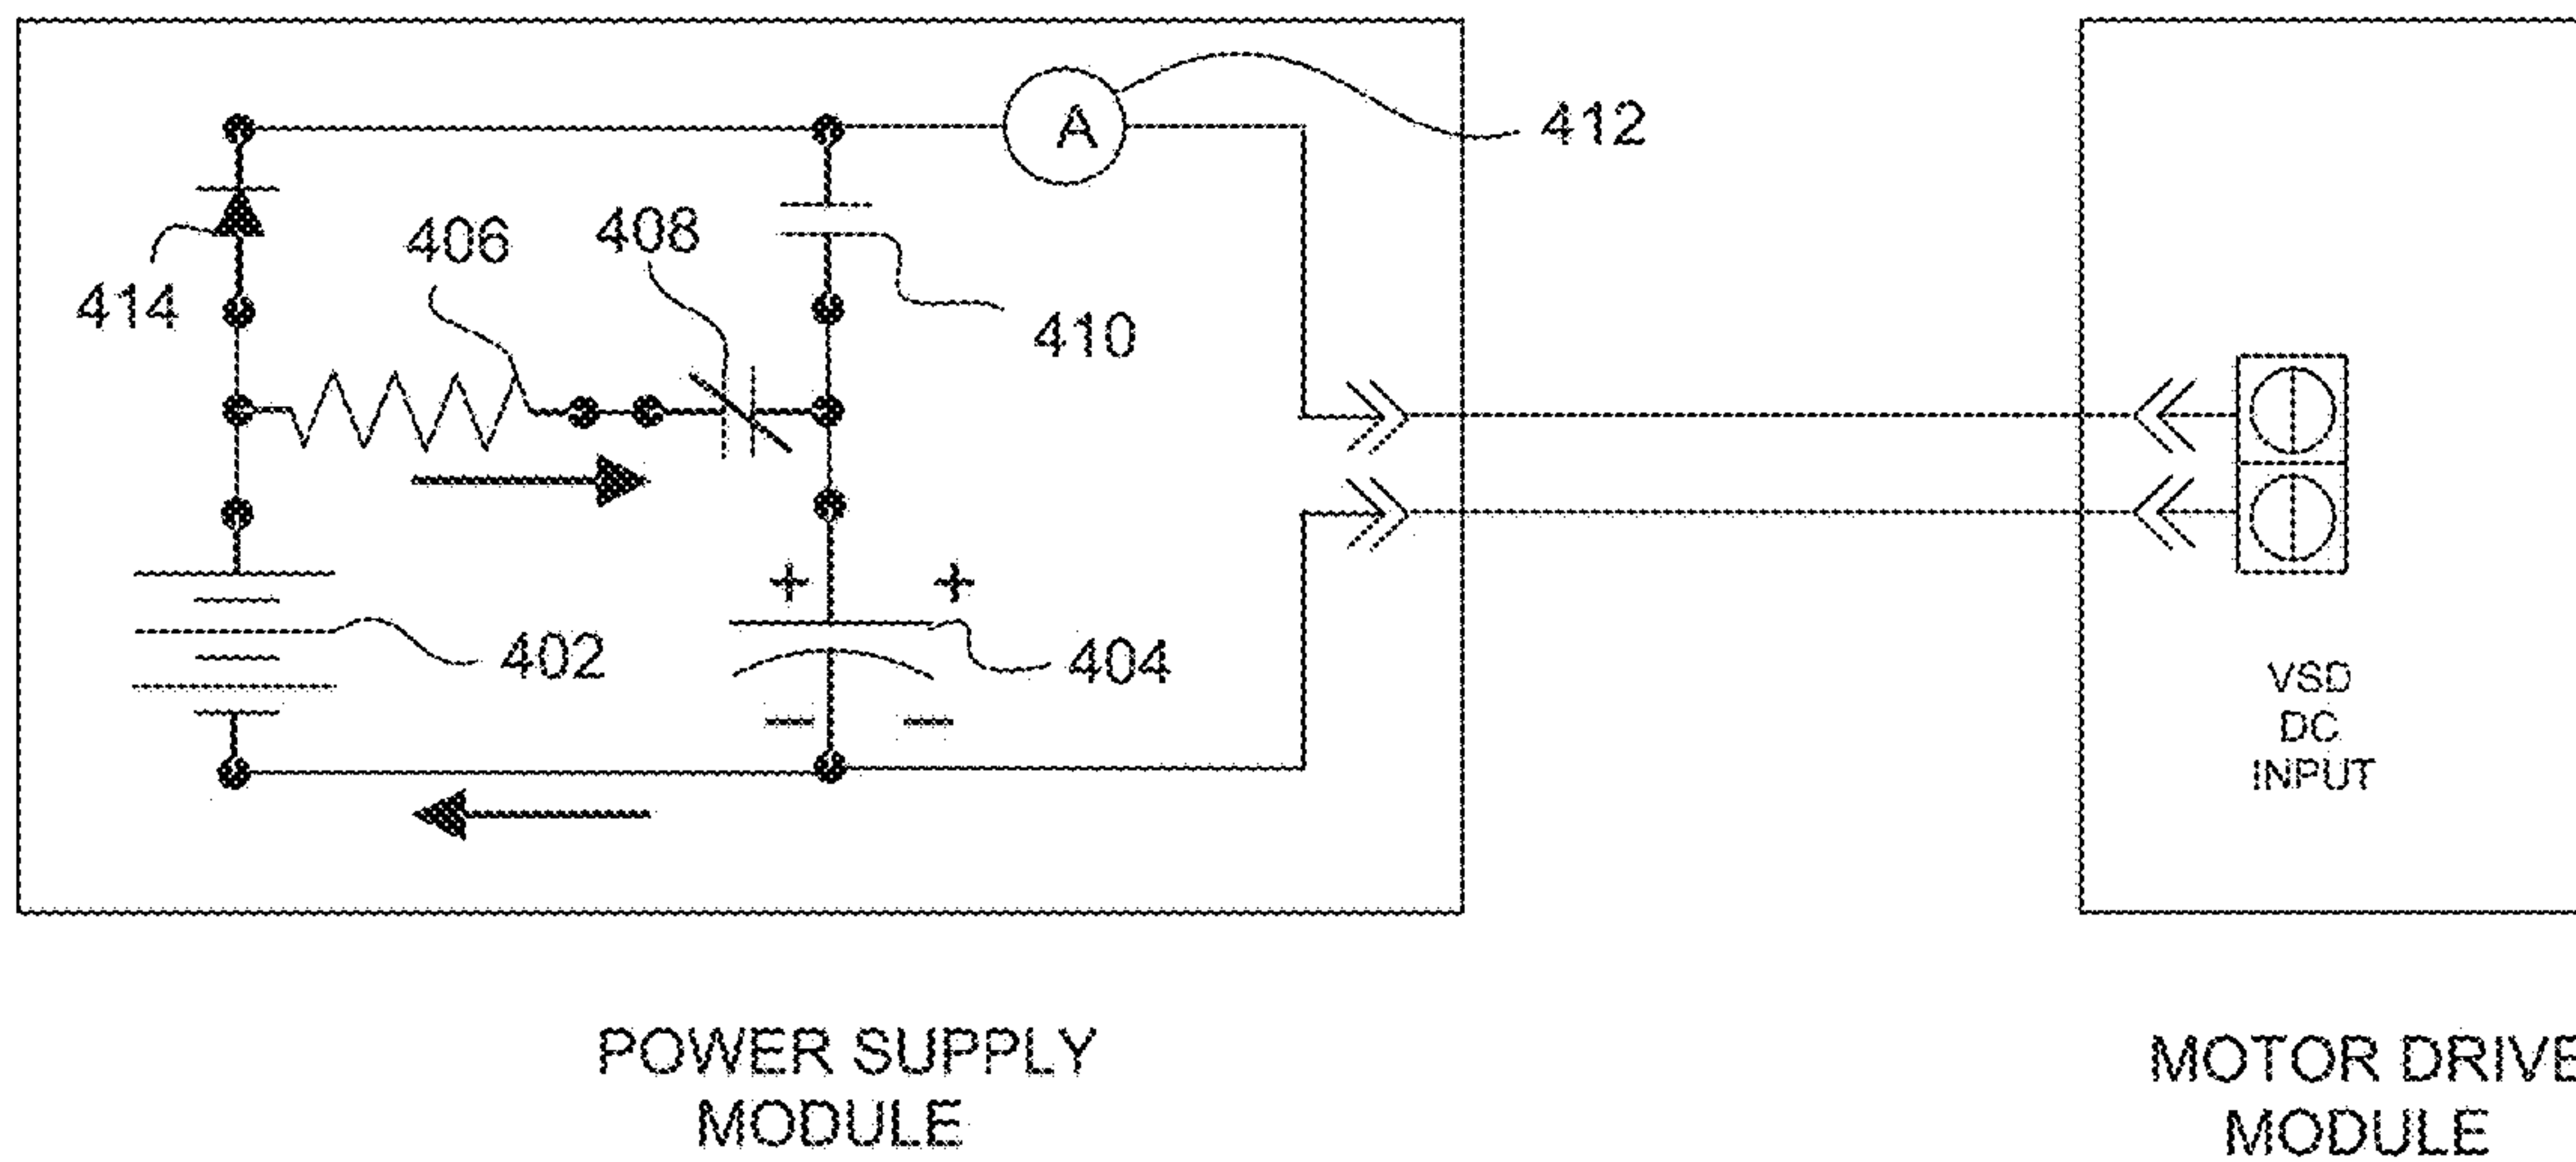 A
412
406
408
414
410
+ +
402
404
VSD
DC
INPUT
POWER SUPPLY
MODULE
MOTOR DRIVE
MODULE